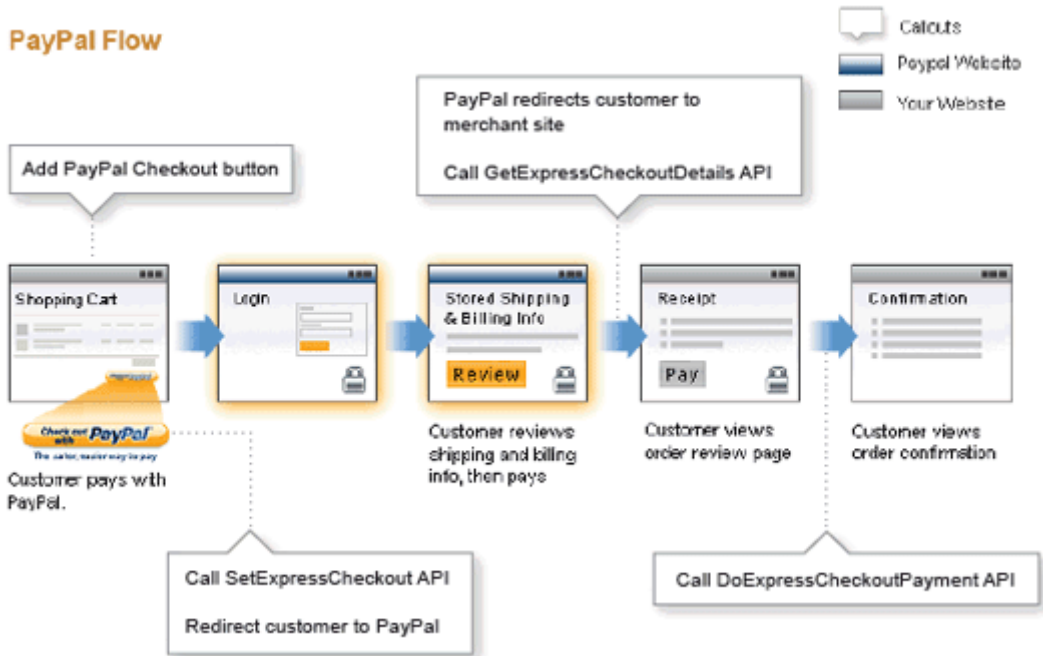 PayPal Flow
Calouts
Paypal Website
Your Website
PayPal redirects customer to
merchant site
Call GetExpressCheckoutDetails API
Add PayPal Checkout button
Shopping Cart
Login
Stored Shipping
& Billing Info
Review
Receipt
Pay
Confirmation
Check out
with PayPal
The safer, easier way to pay
Customer pays with
PayPal.
Customer reviews
shipping and billing
info, then pays
Customer views
order review page
Customer views
order confirmation
Call SetExpressCheckout API
Redirect customer to PayPal
Call DoExpressCheckoutPayment API